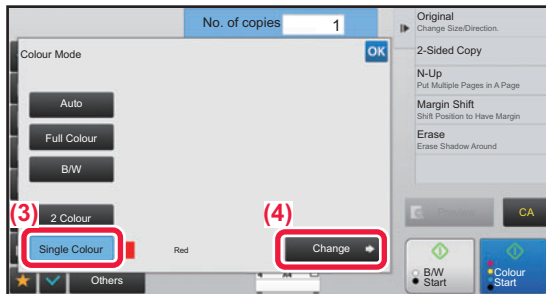 No. of copies
1
Colour Mode
OK
Auto
Full Colour
B/W
(3)
2 Colour
Single Colour
Red
(4)
Change
Others
Original
Change Size/Direction.
2-Sided Copy
N-Up
Put Multiple Pages in A Page
Margin Shift
Shift Position to Have Margin
Erase
Erase Shadow Around
CA
B/W
Start
Colour
Start